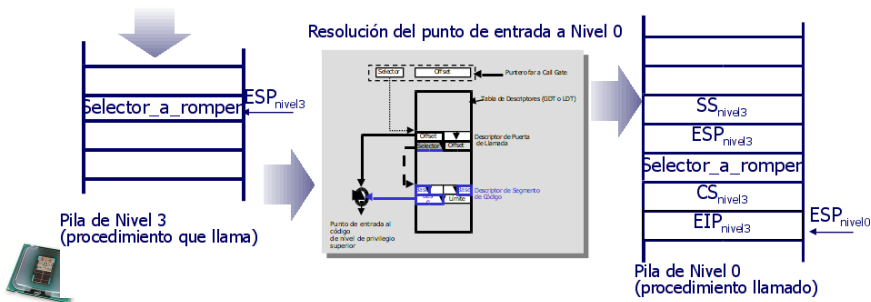 Resolución del punto de entrada a Nivel 0
Selector
Offset
Puntero far a Call Gate
Tabla de Descriptores (GDT o LDT)
Selector_a_romper
ESPnivel3
Offset
Descriptor de Puerta
de Llamada
Selector
Offset
Base
Descriptor de Segmento
de Código
Límite
Punto de entrada al
código
de nivel de privilegio
superior
Pila de Nivel 3
(procedimiento que llama)
SSnivel3
ESPnivel3
Selector_a_romper
CSnivel3
EIPnivel3
ESPnivel0
Pila de Nivel 0
(procedimiento llamado)